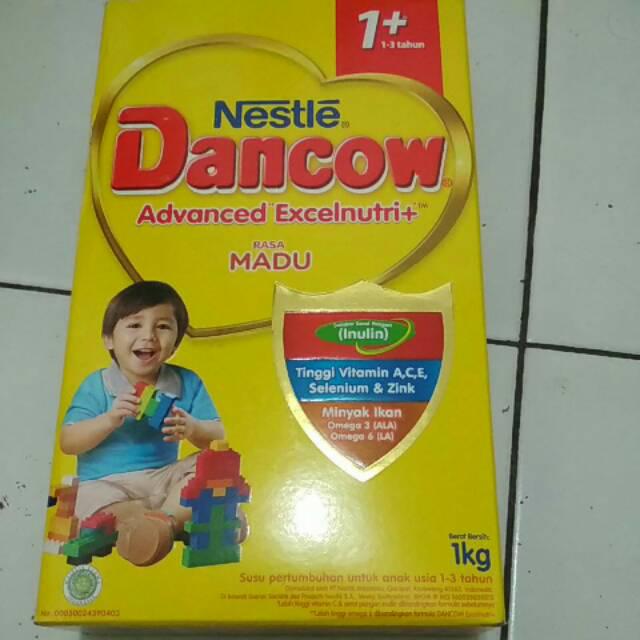 1+
1-3 tahun
Nestlé
Dancow
Advanced Excelnutri+
RASA
MADU
(Inulin)
Tinggi Vitamin A,C,E,
Selenium & Zink
Minyak Ikan
Omega 3 (ALA)
Omega 6 (LA)
Berat Bersih:
1kg
Susu pertumbuhan untuk anak usia 1-3 tahun